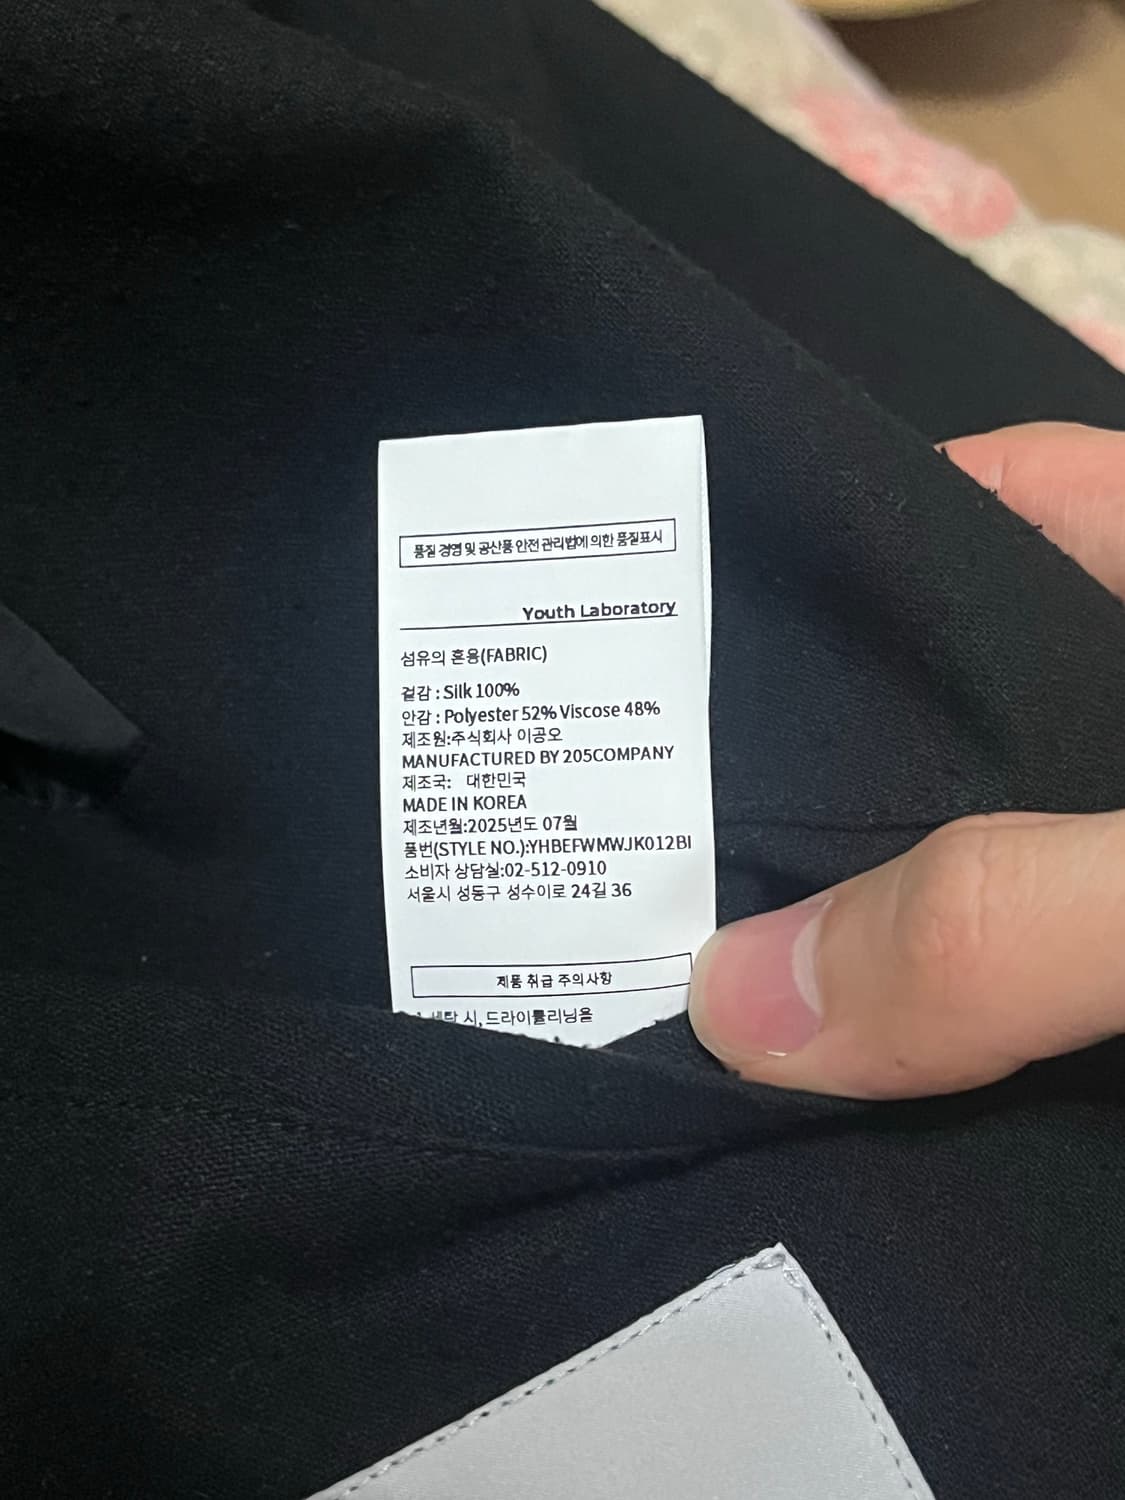 품질 경영 및 공산품 안전 관리법에 의한 품질표시
Youth Laboratory
섬유의 혼용(FABRIC)
겉감 : Silk 100%
안감 : Polyester 52% Viscose 48%
제조원:주식회사 이공오
MANUFACTURED BY 205COMPANY
제조국: 대한민국
MADE IN KOREA
제조년월:2025년도 07월
품번(STYLE NO.):YHBEFWMWJK012BI
소비자 상담실:02-512-0910
서울시 성동구 성수이로 24길 36
제품 취급 주의사항
세탁 시, 드라이클리닝을